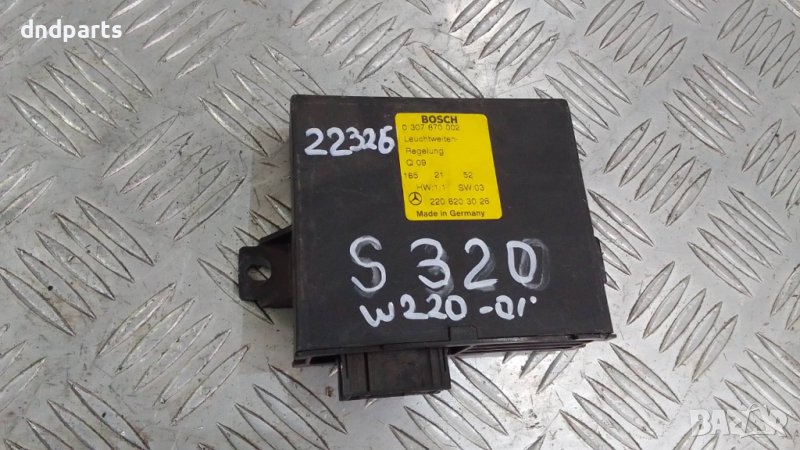 dndparts
22326
BOSCH
0 307 870 002
Leuchtweiten-
Regelung
Q 09
165 21 52
HW:1.1 SW:03
220 820 30 26
Made in Germany
S 320
W220-01'
BAZAR